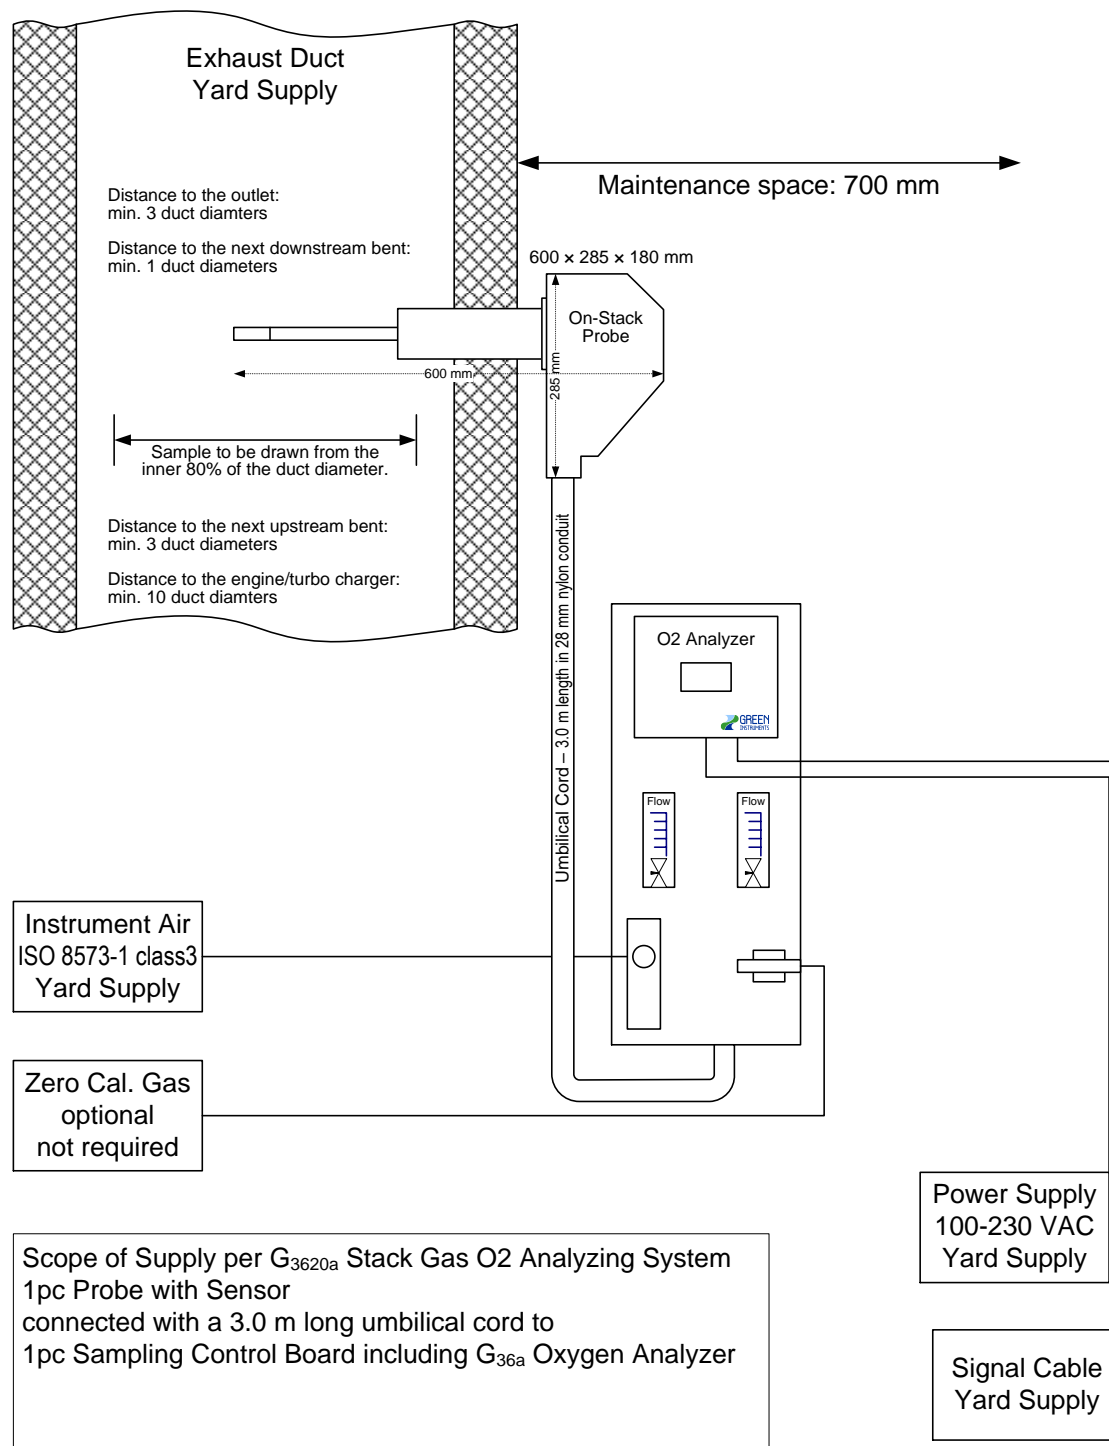 Exhaust Duct
Yard Supply
Maintenance space: 700 mm
Distance to the outlet:
min. 3 duct diamters
Distance to the next downstream bent:
min. 1 duct diameters
600 × 285 × 180 mm
On-Stack
Probe
600 mm
285 mm
Sample to be drawn from the
inner 80% of the duct diameter.
Distance to the next upstream bent:
min. 3 duct diameters
Distance to the engine/turbo charger:
min. 10 duct diamters
Umbilical Cord – 3.0 m length in 28 mm nylon conduit
O2 Analyzer
GREEN
INSTRUMENTS
Flow
Flow
Instrument Air
ISO 8573-1 class3
Yard Supply
Zero Cal. Gas
optional
not required
Power Supply
100-230 VAC
Yard Supply
Scope of Supply per G3620a Stack Gas O2 Analyzing System
1pc Probe with Sensor
connected with a 3.0 m long umbilical cord to
1pc Sampling Control Board including G36a Oxygen Analyzer
Signal Cable
Yard Supply